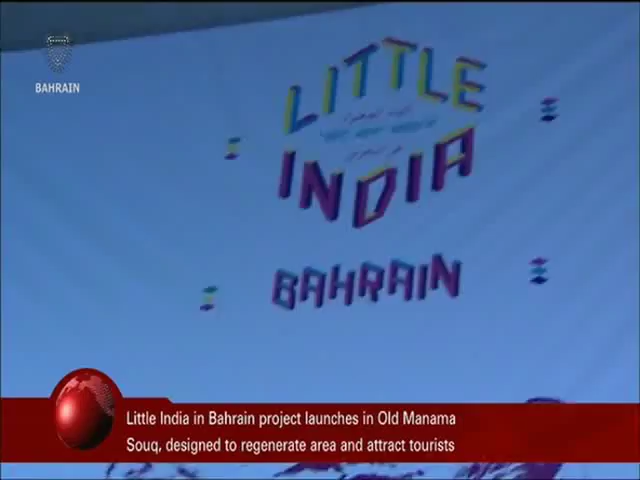 BAHRAIN
LITTLE
INDIA
BAHRAIN
Little India in Bahrain project launches in Old Manama
Souq, designed to regenerate area and attract tourists